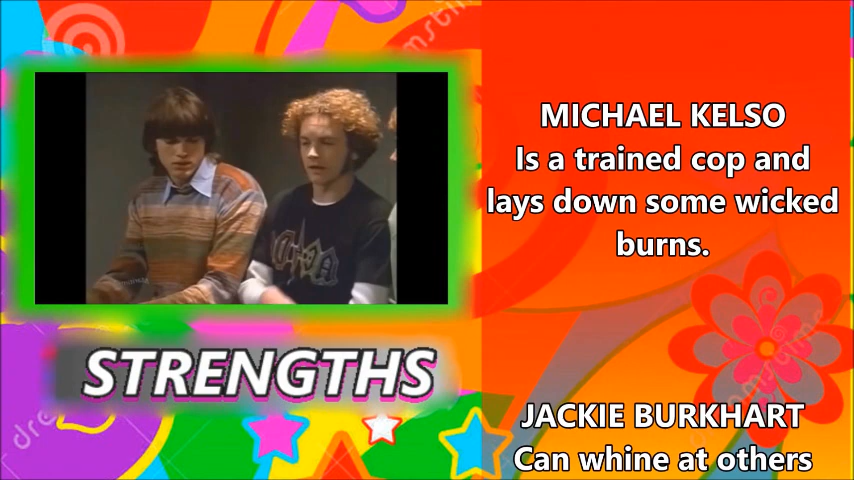 MICHAEL KELSO
Is a trained cop and
lays down some wicked
burns.
STRENGTHS
JACKIE BURKHART
Can whine at others